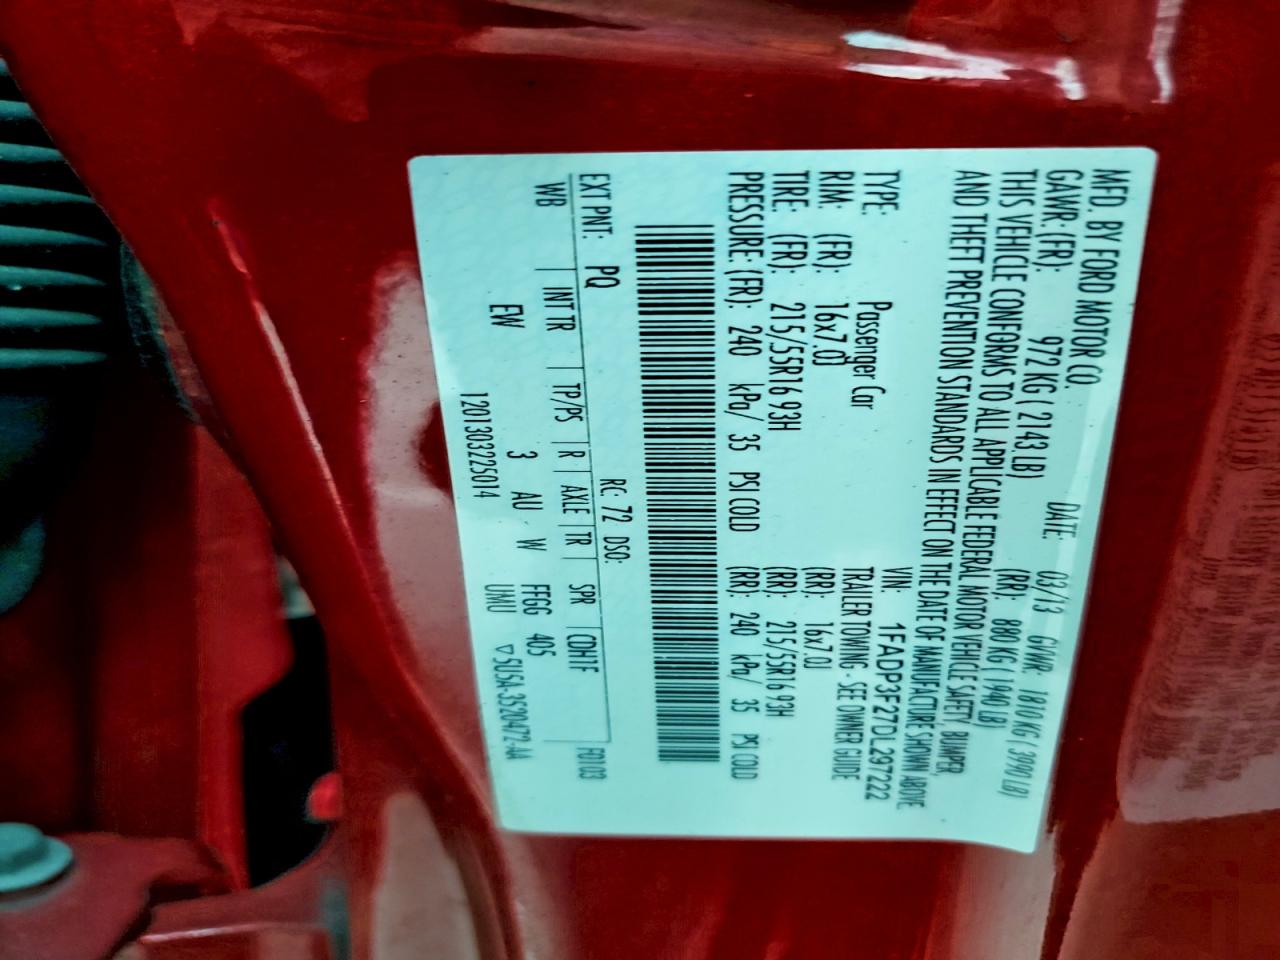 MFD. BY FORD MOTOR CO.
DATE: 03/13 GVWR: 1810 KG ( 3990 LB)
GAWR: (FR): 972 KG ( 2143 LB) (RR): 880 KG ( 1940 LB)
THIS VEHICLE CONFORMS TO ALL APPLICABLE FEDERAL MOTOR VEHICLE SAFETY, BUMPER,
AND THEFT PREVENTION STANDARDS IN EFFECT ON THE DATE OF MANUFACTURE SHOWN ABOVE
VIN: 1FADP3F27DL297222
TYPE: Passenger Car TRAILER TOWING - SEE OWNER GUIDE
RIM: (FR): 16x7.0J (RR): 16x7.0J
TIRE: (FR): 215/55R16 93H (RR): 215/55R16 93H
PRESSURE: (FR): 240 kPa/ 35 PSI COLD (RR): 240 kPa/ 35 PSI COLD
EXT PNT: PQ RC: 72 DSO: F0103
WB INT TR TP/PS R AXLE TR SPR CDH1F
EW 3 AU W FFGG 405
1201303225014 UMU ▽5U5A-3520472-AA